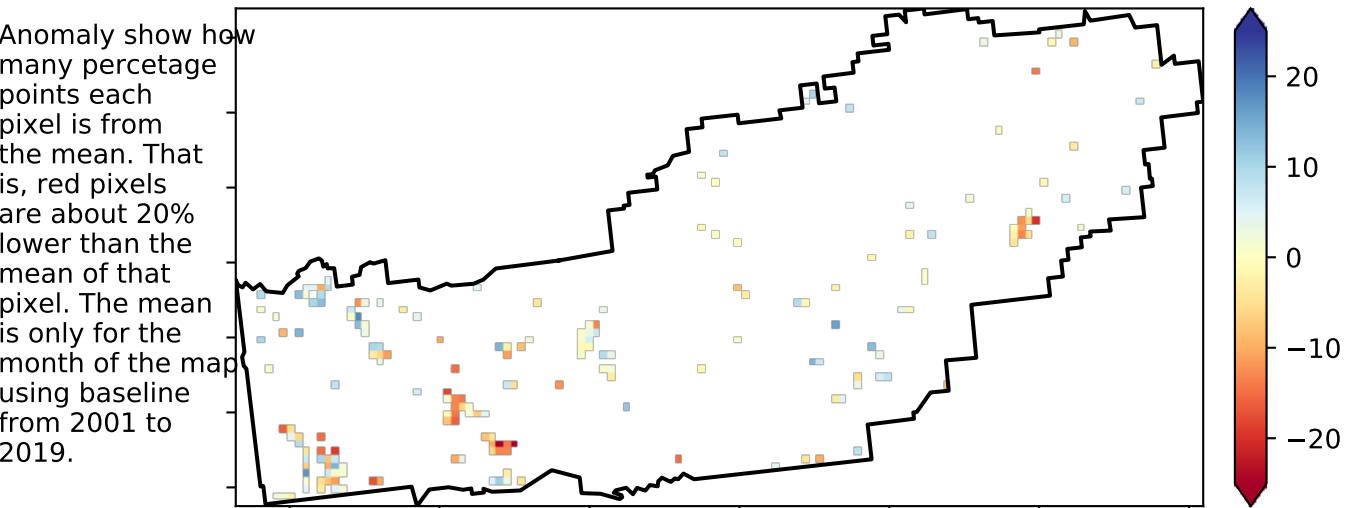 Anomaly show how
many percetage
points each
pixel is from
the mean. That
is, red pixels
are about 20%
lower than the
mean of that
pixel. The mean
is only for the
month of the map
using baseline
from 2001 to
2019.
20
10
0
−10
−20